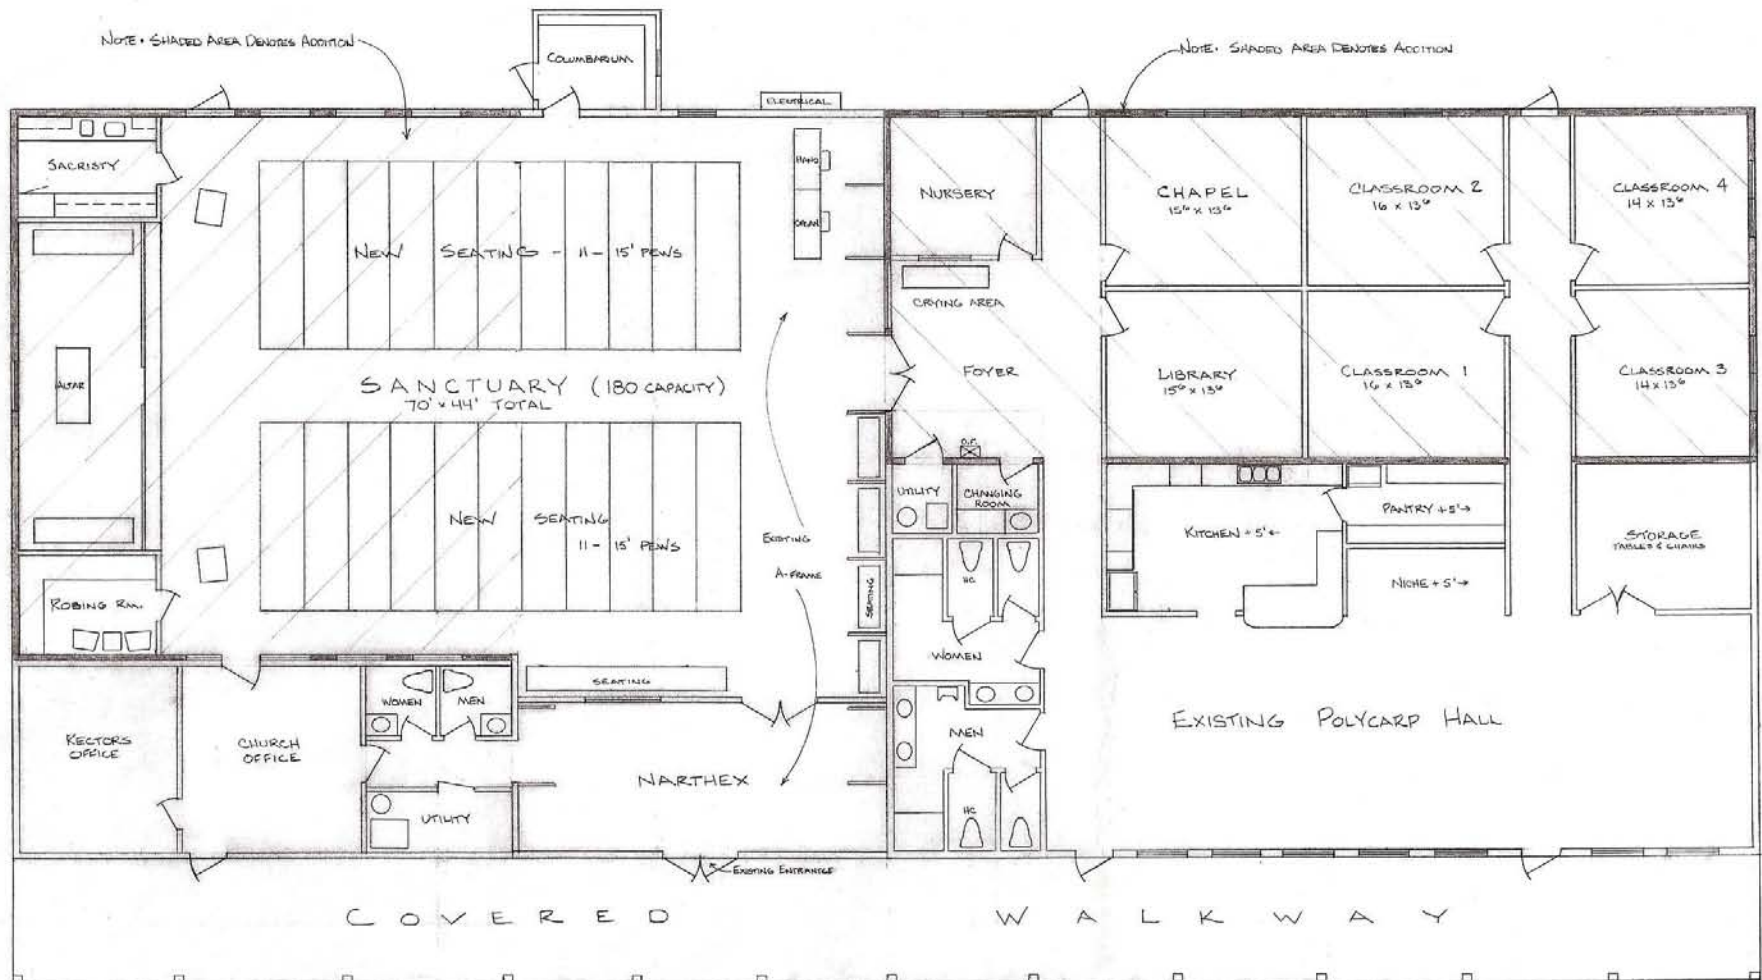 NOTE: SHADED AREA DENOTES ADDITION
COLUMBARIUM
NOTE: SHADED AREA DENOTES ADDITION
ELECTRICAL
SACRISTY
PIANO
ORGAN
NEW SEATING - 11 - 15' PEWS
ALTAR
SANCTUARY (180 CAPACITY)
70' x 44' TOTAL
NEW SEATING
11 - 15' PEWS
EXISTING
A-FRAME
SEATING
ROBING RM.
SEATING
RECTORS
OFFICE
CHURCH
OFFICE
WOMEN
MEN
UTILITY
NARTHEX
EXISTING ENTRANCE
NURSERY
CRYING AREA
FOYER
D.F.
UTILITY
CHANGING
ROOM
HC
WOMEN
MEN
HC
CHAPEL
15⁶ x 13⁶
CLASSROOM 2
16 x 13⁶
CLASSROOM 4
14 x 13⁶
LIBRARY
15⁶ x 13⁶
CLASSROOM 1
16 x 13⁶
CLASSROOM 3
14 x 13⁶
KITCHEN + 5' ←
PANTRY + 5' →
NICHE + 5' →
STORAGE
TABLES & CHAIRS
EXISTING POLYCARP HALL
COVERED WALKWAY